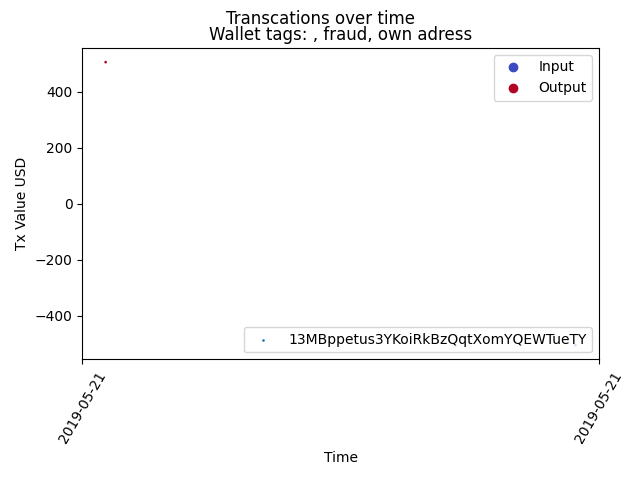 Transcations over time
Wallet tags: , fraud, own adress
Input
Output
400
200
0
−200
−400
Tx Value USD
13MBppetus3YKoiRkBzQqtXomYQEWTueTY
2019-05-21
2019-05-21
Time